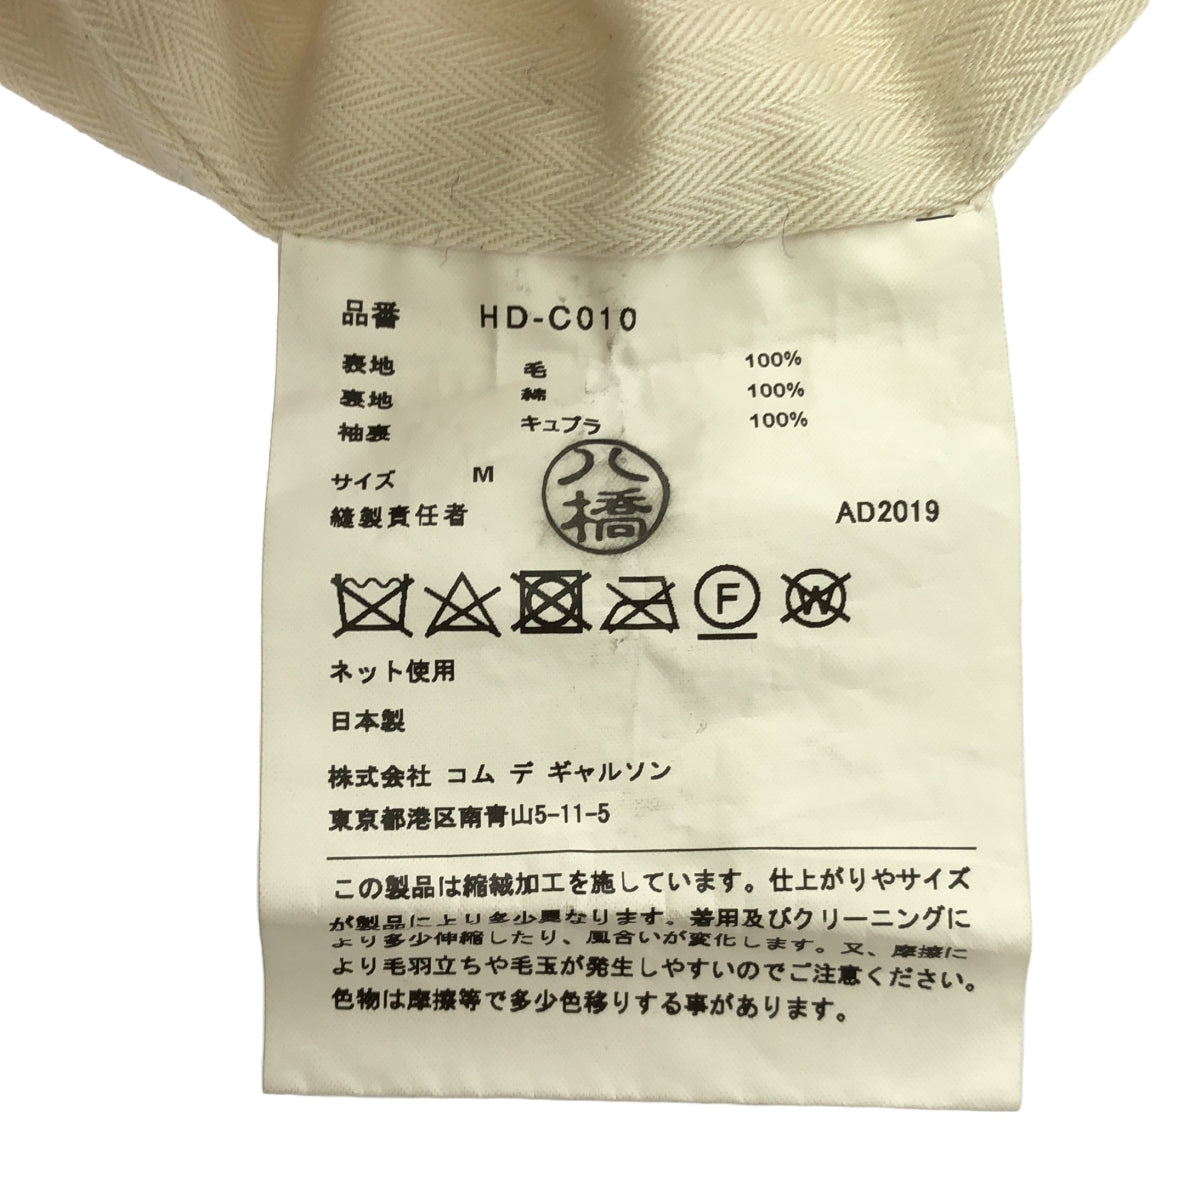 品番 HD-C010
表地 毛 100%
裏地 綿 100%
袖裏 キュプラ 100%
サイズ M
八橋
縫製責任者 AD2019
F W
ネット使用
日本製
株式会社 コム デ ギャルソン
東京都港区南青山5-11-5
この製品は縮絨加工を施しています。仕上がりやサイズ
が製品により多少異なります。着用及びクリーニングに
より多少伸縮したり、風合いが変化します。又、摩擦に
より毛羽立ちや毛玉が発生しやすいのでご注意ください。
色物は摩擦等で多少色移りする事があります。